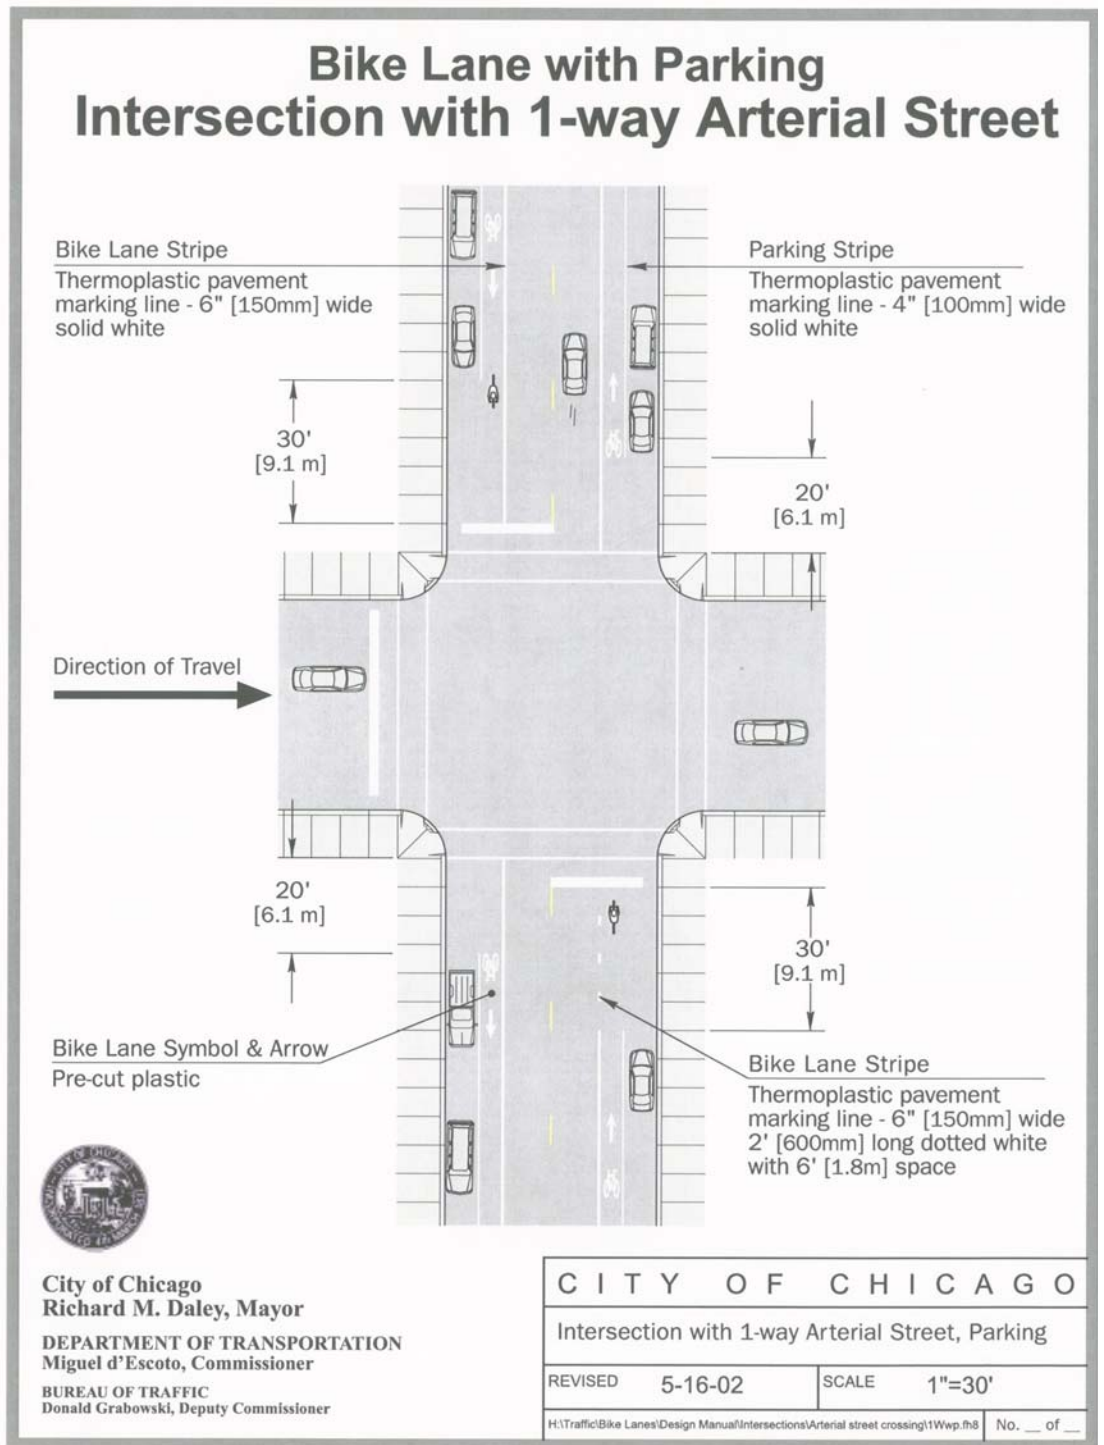 Bike Lane with Parking
Intersection with 1-way Arterial Street
Bike Lane Stripe
Thermoplastic pavement
marking line - 6" [150mm] wide
solid white
Parking Stripe
Thermoplastic pavement
marking line - 4" [100mm] wide
solid white
30'
[9.1 m]
20'
[6.1 m]
Direction of Travel
20'
[6.1 m]
30'
[9.1 m]
Bike Lane Symbol & Arrow
Pre-cut plastic
Bike Lane Stripe
Thermoplastic pavement
marking line - 6" [150mm] wide
2' [600mm] long dotted white
with 6' [1.8m] space
CITY OF CHICAGO
INCORPORATED 4th MARCH
City of Chicago
Richard M. Daley, Mayor
DEPARTMENT OF TRANSPORTATION
Miguel d'Escoto, Commissioner
BUREAU OF TRAFFIC
Donald Grabowski, Deputy Commissioner
CITY OF CHICAGO
Intersection with 1-way Arterial Street, Parking
REVISED 5-16-02
SCALE 1"=30'
H:\Traffic\Bike Lanes\Design Manual\Intersections\Arterial street crossing\1Wwp.fh8
No. __ of __